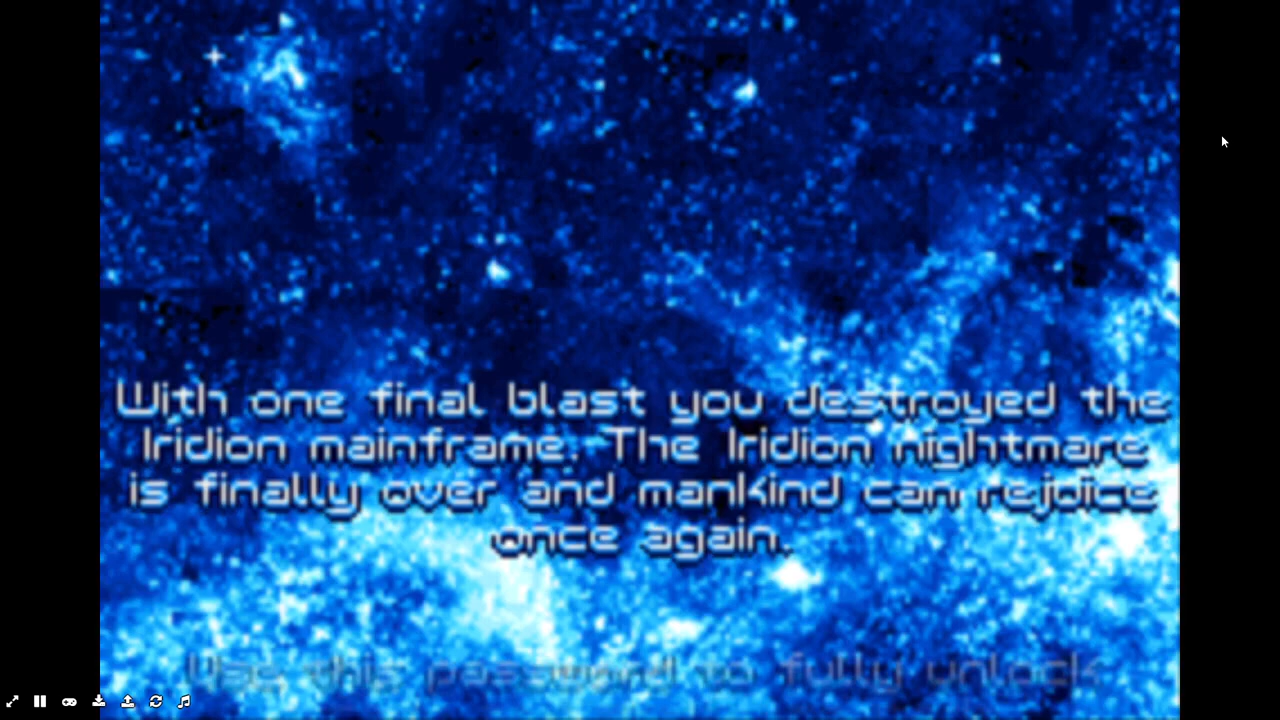 With one final blast you destroyed the
Iridion mainframe. The Iridion nightmare
is finally over and mankind can rejoice
once again.
Use this password to fully unlock